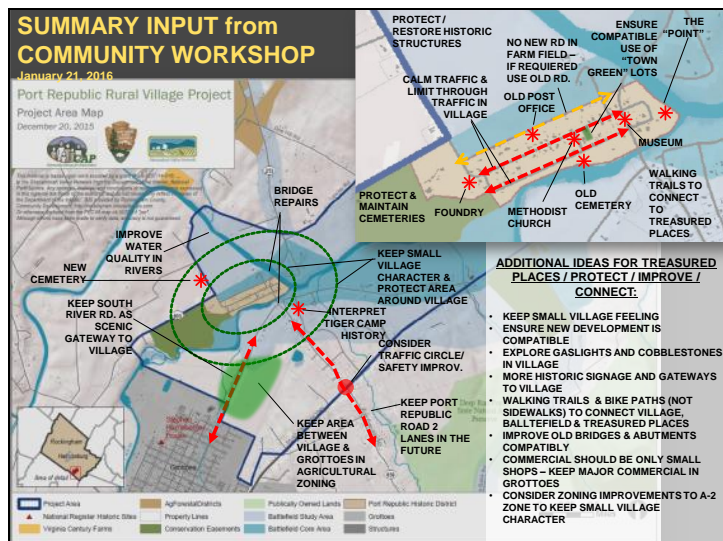 SUMMARY INPUT from
COMMUNITY WORKSHOP
January 21, 2016
Port Republic Rural Village Project
Project Area Map
December 20, 2015
CAP
PROTECT /
RESTORE HISTORIC
STRUCTURES
NO NEW RD IN
FARM FIELD –
IF REQUIERED
USE OLD RD.
ENSURE
COMPATIBLE
USE OF
“TOWN
GREEN” LOTS
THE
“POINT”
CALM TRAFFIC &
LIMIT THROUGH
TRAFFIC IN
VILLAGE
OLD POST
OFFICE
MUSEUM
PROTECT &
MAINTAIN
CEMETERIES
FOUNDRY
METHODIST
CHURCH
OLD
CEMETERY
WALKING
TRAILS TO
CONNECT
TO
TREASURED
PLACES
BRIDGE
REPAIRS
IMPROVE
WATER
QUALITY IN
RIVERS
NEW
CEMETERY
KEEP SOUTH
RIVER RD. AS
SCENIC
GATEWAY TO
VILLAGE
KEEP SMALL
VILLAGE
CHARACTER &
PROTECT AREA
AROUND VILLAGE
INTERPRET
TIGER CAMP
HISTORY
CONSIDER
TRAFFIC CIRCLE/
SAFETY IMPROV.
KEEP PORT
REPUBLIC
ROAD 2
LANES IN THE
FUTURE
KEEP AREA
BETWEEN
VILLAGE &
GROTTOES IN
AGRICULTURAL
ZONING
Grottoes
Rockingham
Harrisonburg
Area of detail
ADDITIONAL IDEAS FOR TREASURED
PLACES / PROTECT / IMPROVE /
CONNECT:
• KEEP SMALL VILLAGE FEELING
• ENSURE NEW DEVELOPMENT IS
COMPATIBLE
• EXPLORE GASLIGHTS AND COBBLESTONES
IN VILLAGE
• MORE HISTORIC SIGNAGE AND GATEWAYS
TO VILLAGE
• WALKING TRAILS & BIKE PATHS (NOT
SIDEWALKS) TO CONNECT VILLAGE,
BALLTEFIELD & TREASURED PLACES
• IMPROVE OLD BRIDGES & ABUTMENTS
COMPATIBLY
• COMMERCIAL SHOULD BE ONLY SMALL
SHOPS – KEEP MAJOR COMMERCIAL IN
GROTTOES
• CONSIDER ZONING IMPROVEMENTS TO A-2
ZONE TO KEEP SMALL VILLAGE
CHARACTER
Project Area
AgForestalDistricts
Publically Owned Lands
Port Republic Historic District
National Register Historic Sites
Property Lines
Battlefield Study Area
Grottoes
Virginia Century Farms
Conservation Easements
Battlefield Core Area
Structures